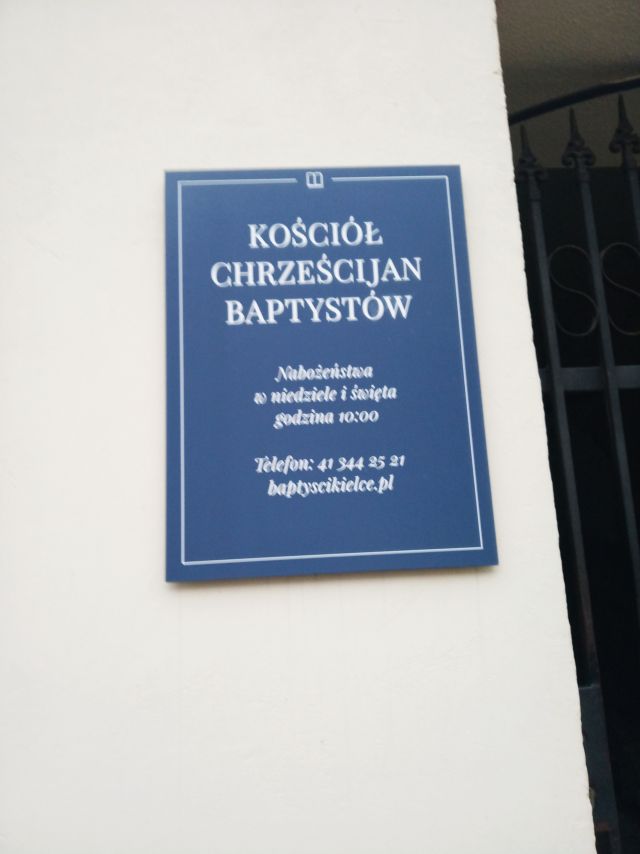 KOŚCIÓŁ
CHRZEŚCIJAN
BAPTYSTÓW
Nabożeństwa
w niedziele i święta
godzina 10:00
Telefon: 41 344 25 21
baptyscikielce.pl